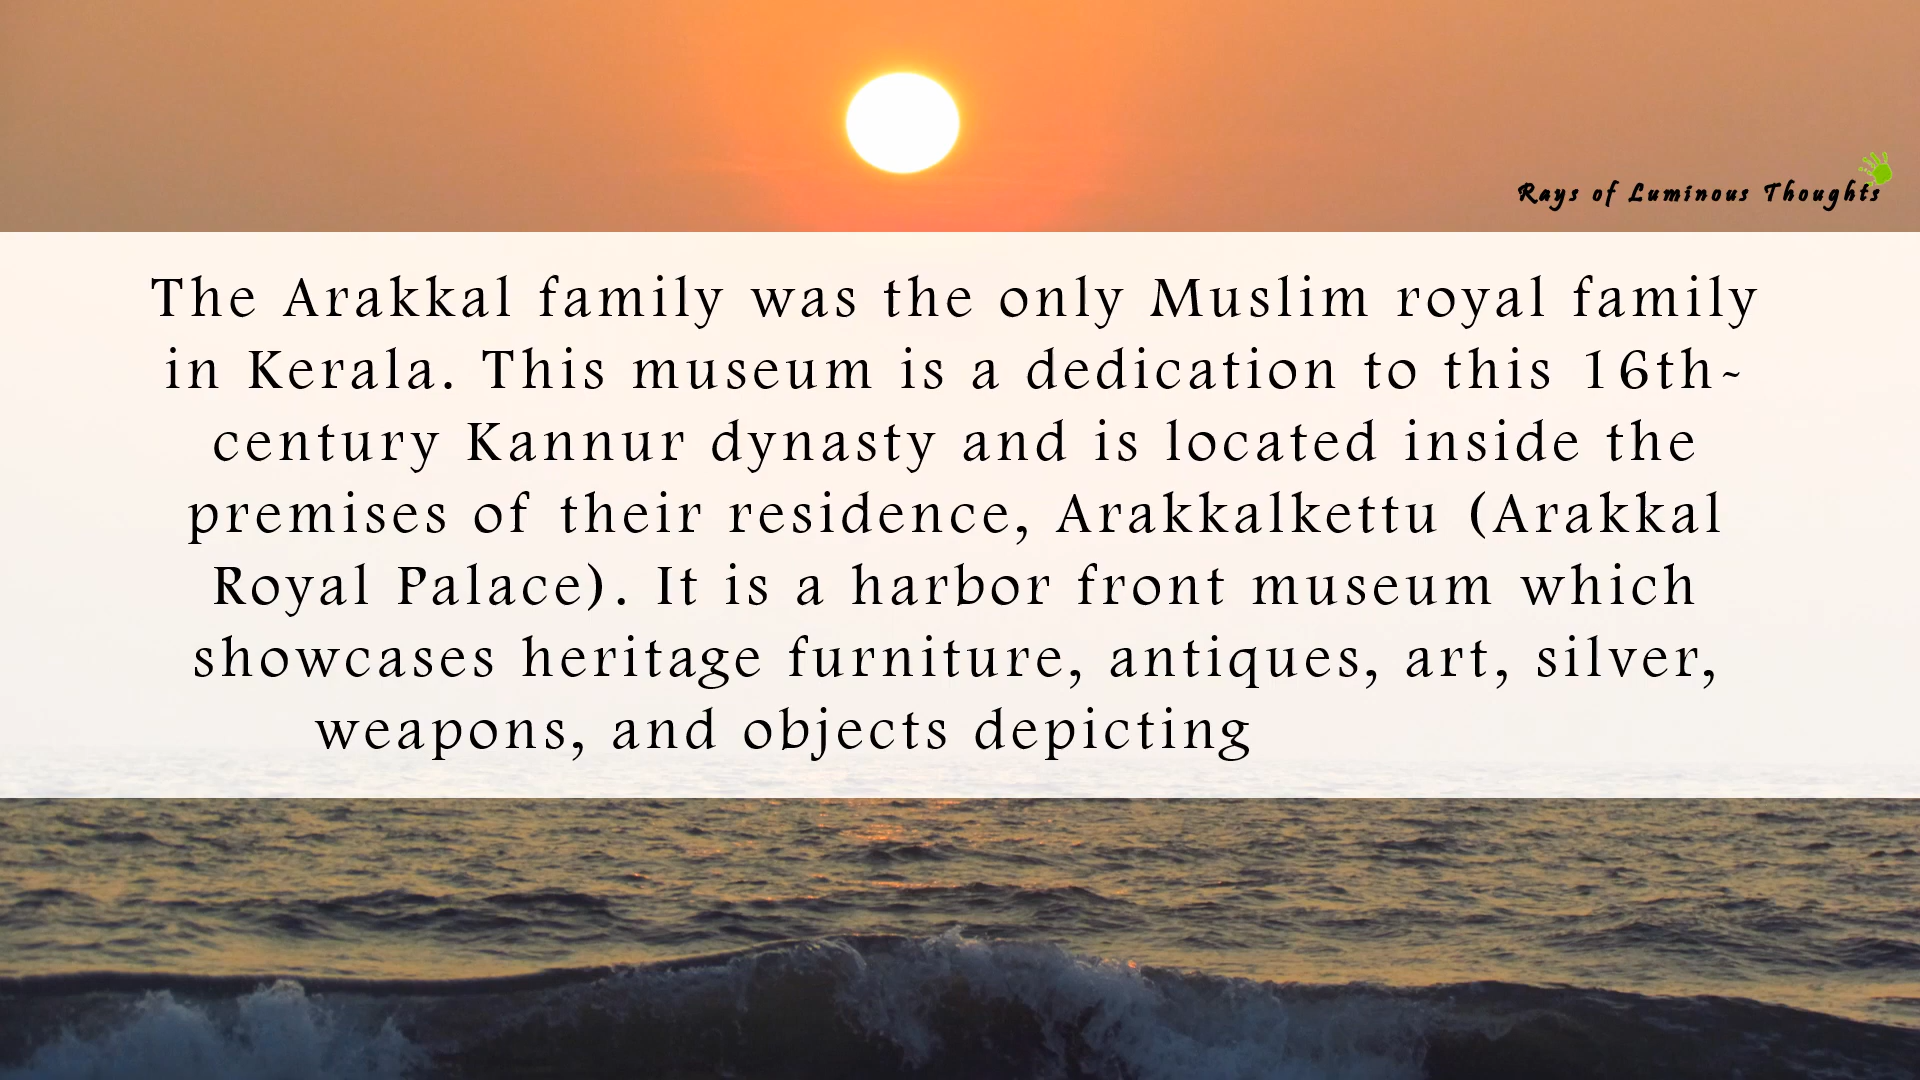 Rays of Luminous Thoughts
The Arakkal family was the only Muslim royal family
in Kerala. This museum is a dedication to this 16th-
century Kannur dynasty and is located inside the
premises of their residence, Arakkalkettu (Arakkal
Royal Palace). It is a harbor front museum which
showcases heritage furniture, antiques, art, silver,
weapons, and objects depicting